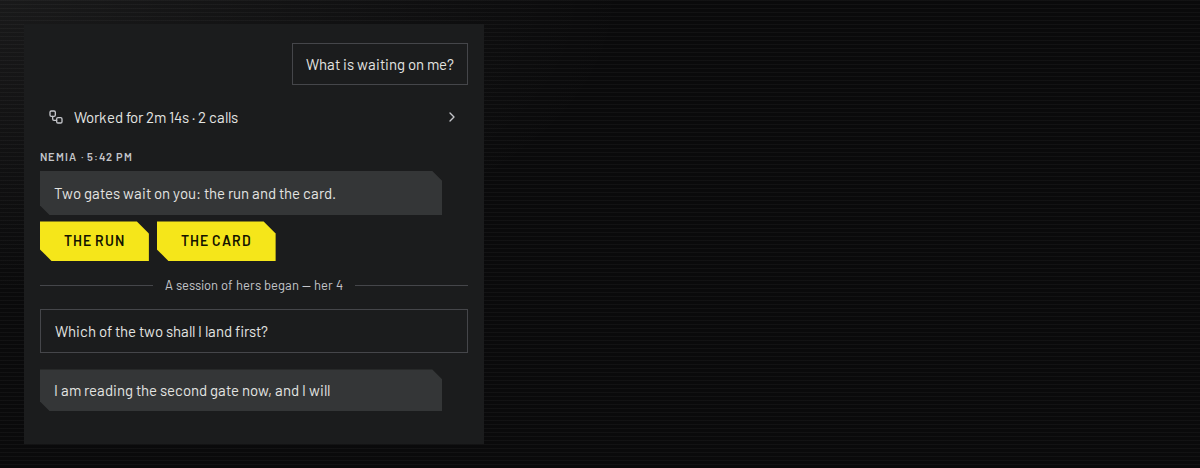 What is waiting on me?
Worked for 2m 14s · 2 calls
NEMIA · 5:42 PM
Two gates wait on you: the run and the card.
THE RUN
THE CARD
A session of hers began — her 4
Which of the two shall I land first?
I am reading the second gate now, and I will